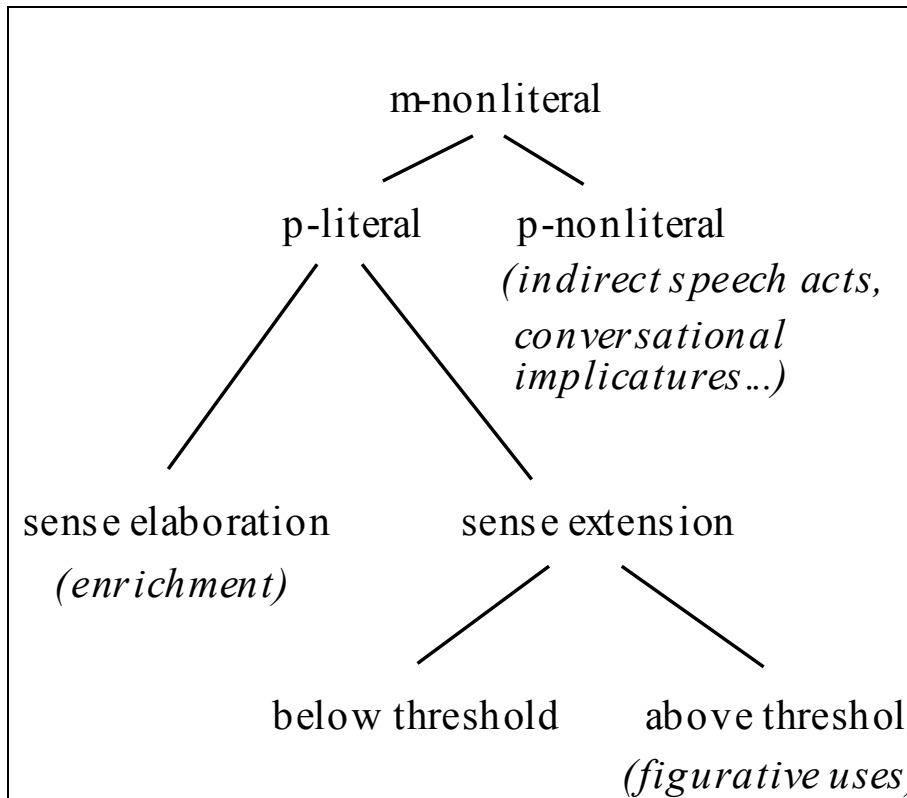 m-nonliteral
p-literal p-nonliteral
(indirect speech acts,
conversational
implicatures...)
sense elaboration sense extension
(enrichment)
below threshold above threshol
(figurative uses)